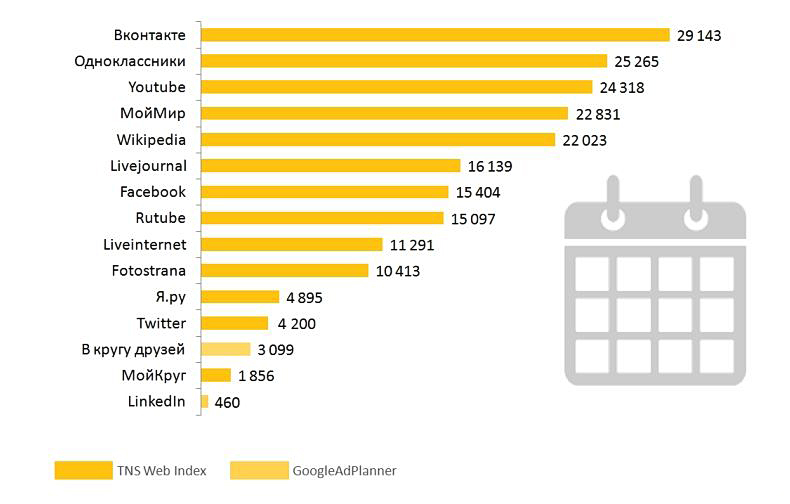 Вконтакте 29 143
Одноклассники 25 265
Youtube 24 318
МойМир 22 831
Wikipedia 22 023
Livejournal 16 139
Facebook 15 404
Rutube 15 097
Liveinternet 11 291
Fotostrana 10 413
Я.ру 4 895
Twitter 4 200
В кругу друзей 3 099
МойКруг 1 856
LinkedIn 460
TNS Web Index GoogleAdPlanner